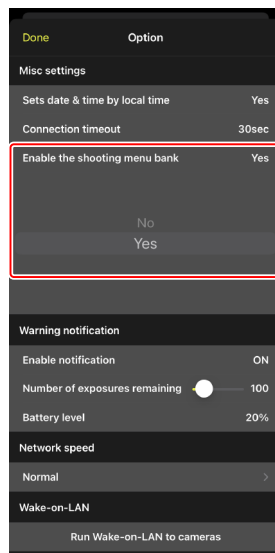 Done Option
Misc settings
Sets date & time by local time Yes
Connection timeout 30sec
Enable the shooting menu bank Yes
No
Yes
Warning notification
Enable notification ON
Number of exposures remaining 100
Battery level 20%
Network speed
Normal
Wake-on-LAN
Run Wake-on-LAN to cameras